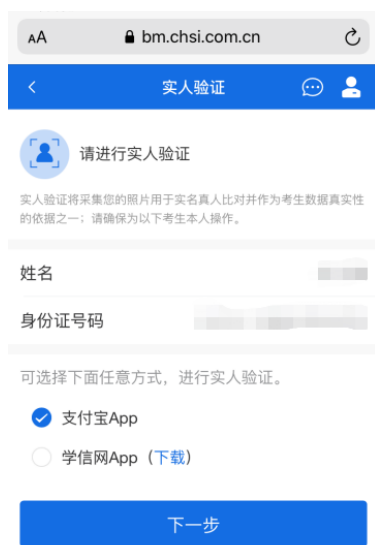 AA bm.chsi.com.cn
实人验证
请进行实人验证
实人验证将采集您的照片用于实名真人比对并作为考生数据真实性
的依据之一；请确保为以下考生本人操作。
姓名
身份证号码
可选择下面任意方式，进行实人验证。
支付宝App
学信网App（下载）
下一步